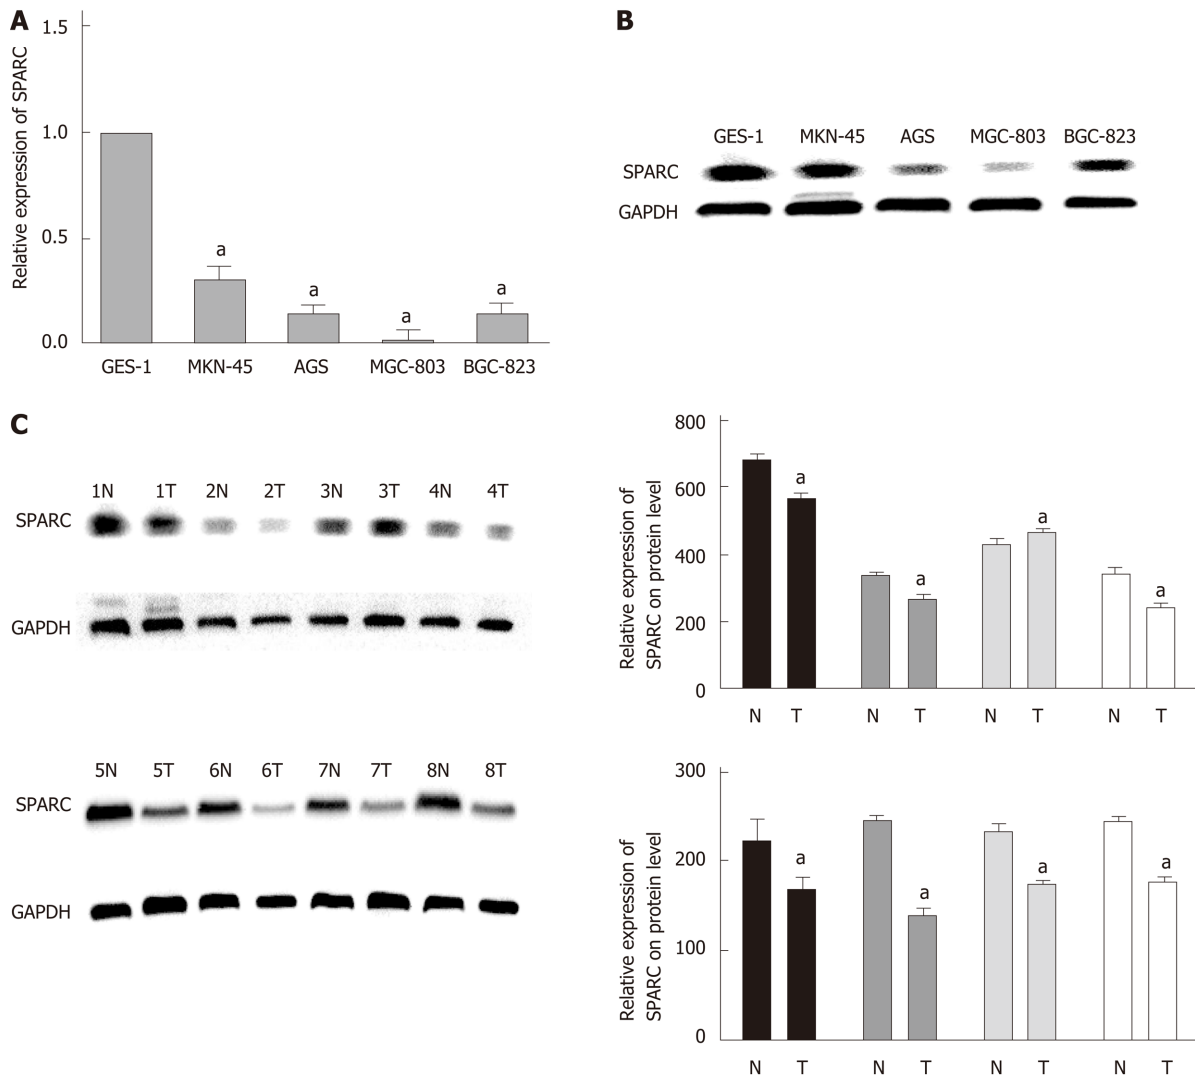 A
Relative expression of SPARC
1.5
1.0
0.5
0.0
a
a
a
a
GES-1 MKN-45 AGS MGC-803 BGC-823
B
GES-1 MKN-45 AGS MGC-803 BGC-823
SPARC
GAPDH
C
1N 1T 2N 2T 3N 3T 4N 4T
SPARC
GAPDH
5N 5T 6N 6T 7N 7T 8N 8T
SPARC
GAPDH
Relative expression of
SPARC on protein level
800
600
400
200
0
a
a
a
a
N T N T N T N T
Relative expression of
SPARC on protein level
300
200
100
0
a
a
a
a
N T N T N T N T